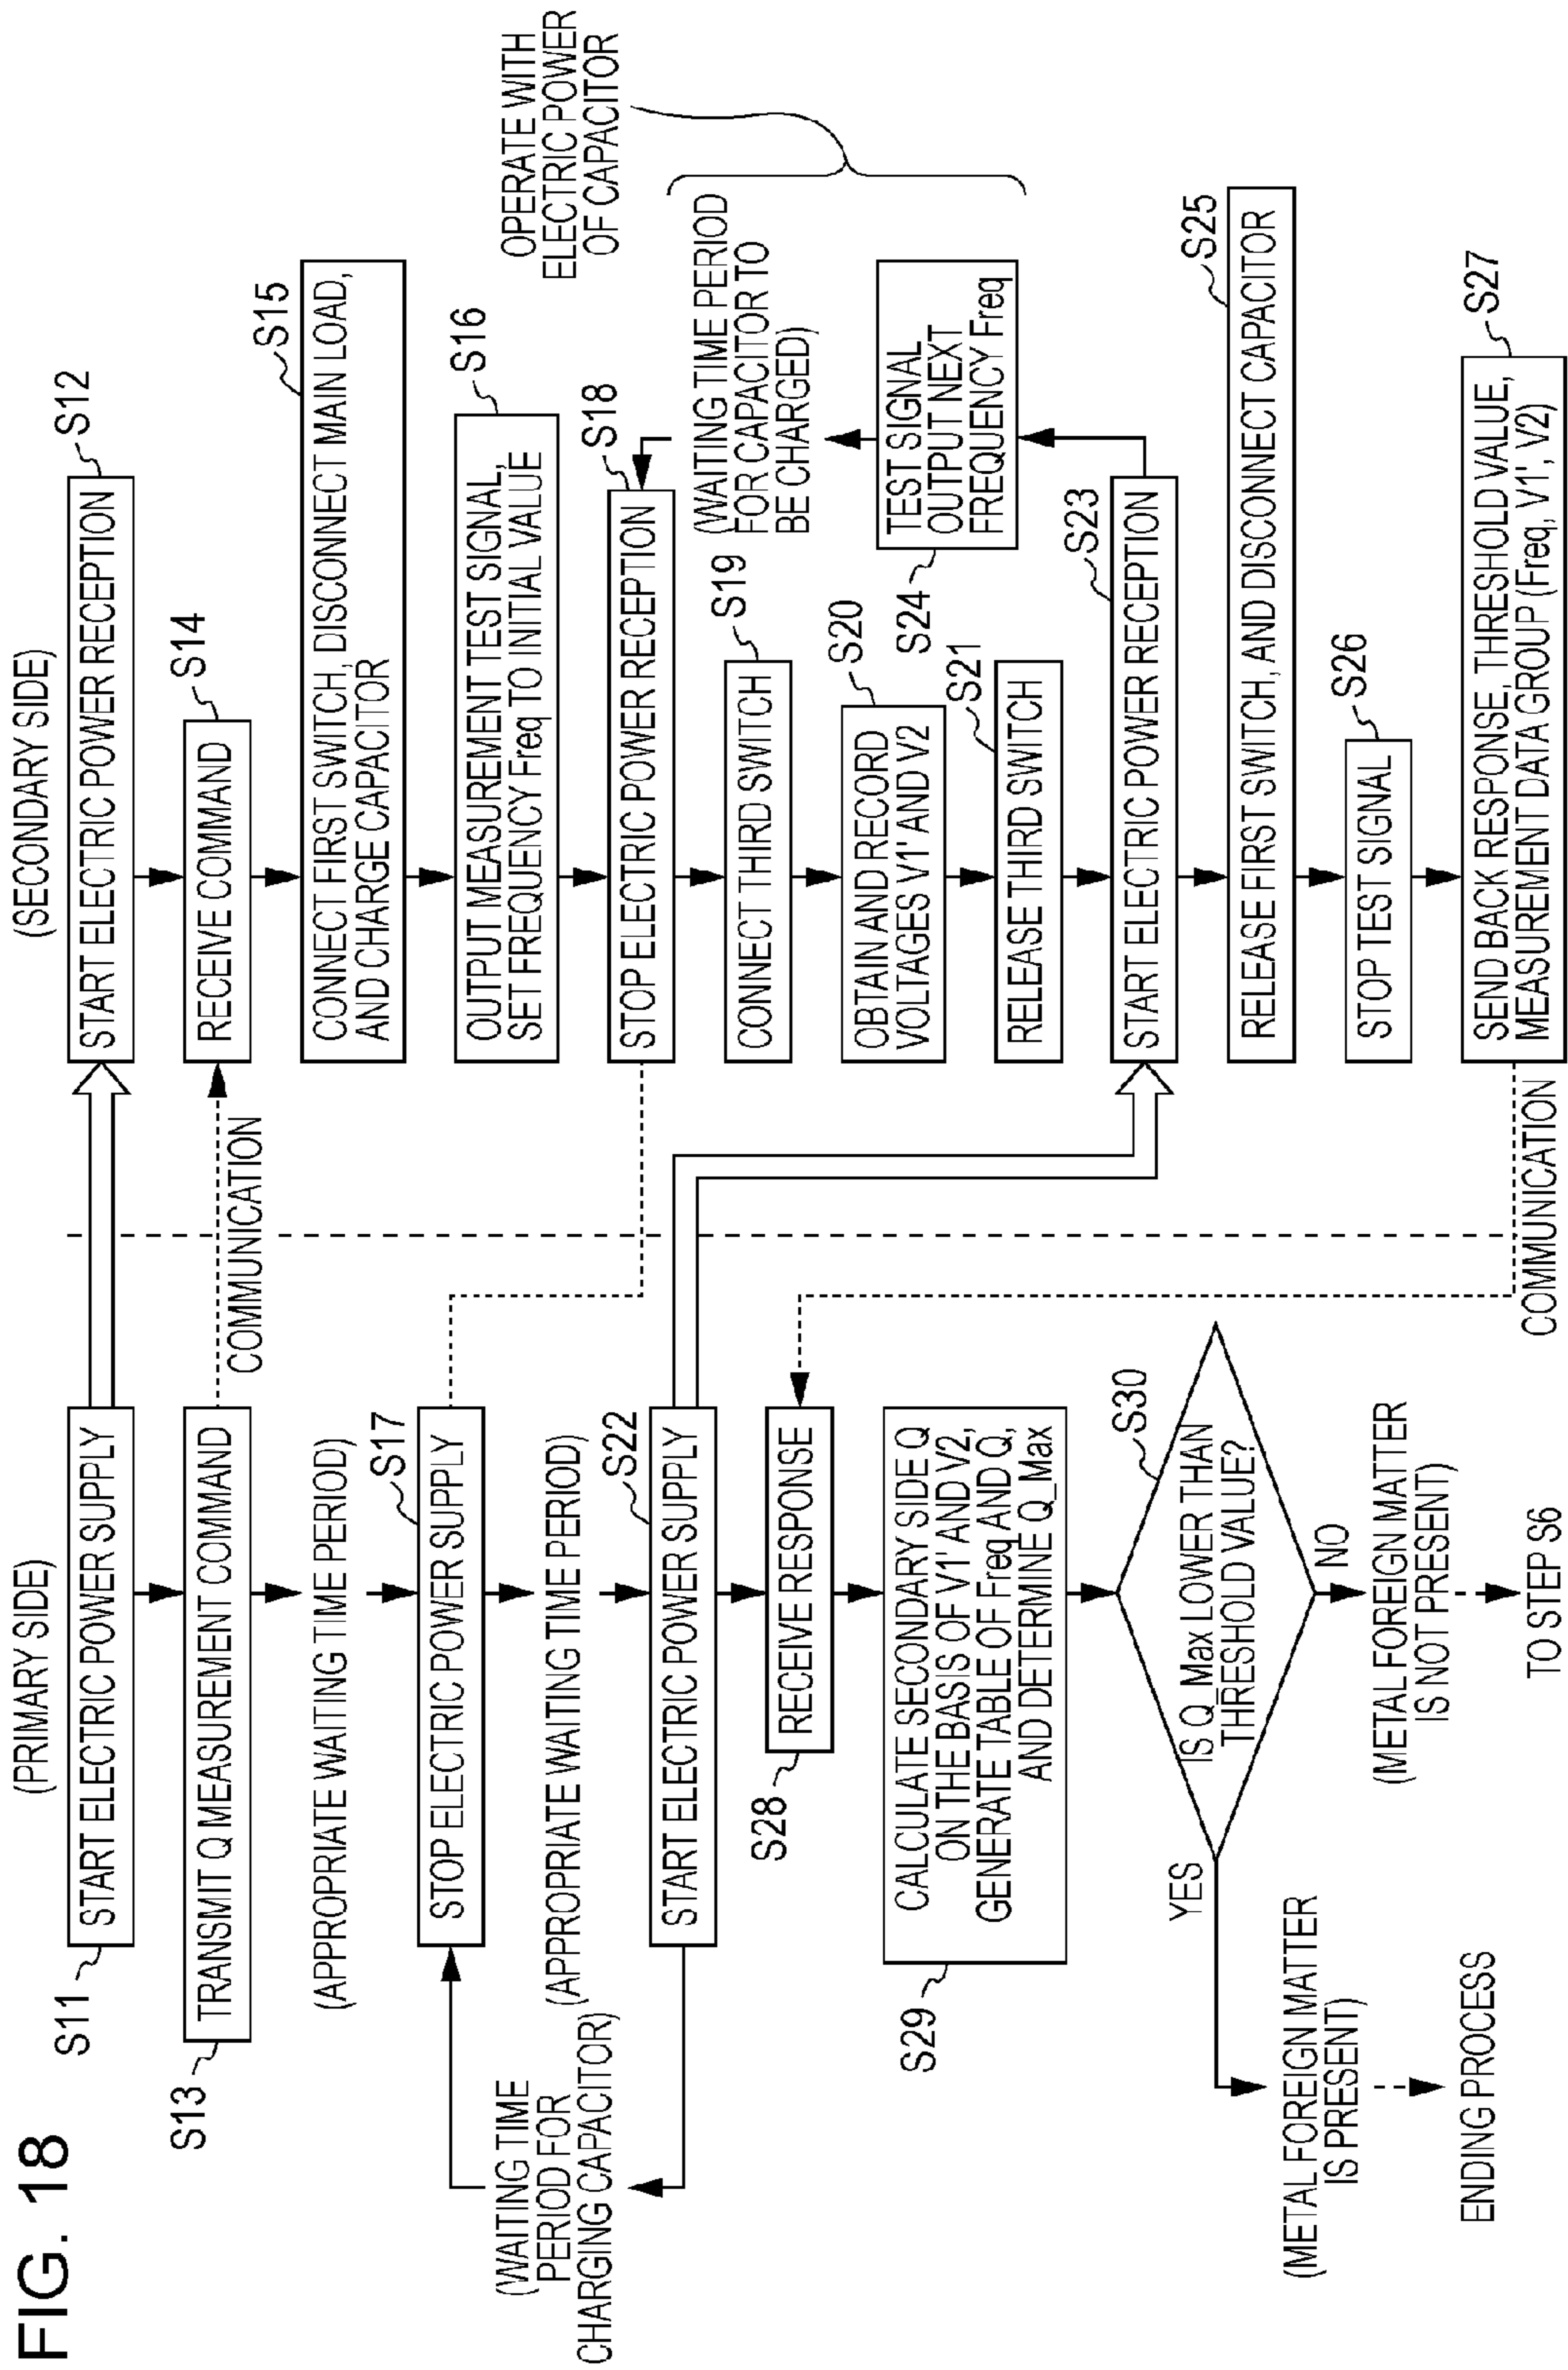 FIG. 18
(PRIMARY SIDE)
S11
START ELECTRIC POWER SUPPLY
S13
TRANSMIT Q MEASUREMENT COMMAND
(APPROPRIATE WAITING TIME PERIOD)
S17
STOP ELECTRIC POWER SUPPLY
(WAITING TIME
PERIOD FOR
CHARGING CAPACITOR)
(APPROPRIATE WAITING TIME PERIOD)
S22
START ELECTRIC POWER SUPPLY
S28
RECEIVE RESPONSE
S29
CALCULATE SECONDARY SIDE Q
ON THE BASIS OF V1' AND V2,
GENERATE TABLE OF Freq AND Q,
AND DETERMINE Q_Max
S30
IS Q_Max LOWER THAN
THRESHOLD VALUE?
YES
NO
(METAL FOREIGN MATTER
IS PRESENT)
ENDING PROCESS
(METAL FOREIGN MATTER
IS NOT PRESENT)
TO STEP S6
COMMUNICATION
COMMUNICATION
(SECONDARY SIDE)
START ELECTRIC POWER RECEPTION
S12
RECEIVE COMMAND
S14
CONNECT FIRST SWITCH, DISCONNECT MAIN LOAD,
AND CHARGE CAPACITOR
S15
OUTPUT MEASUREMENT TEST SIGNAL,
SET FREQUENCY Freq TO INITIAL VALUE
S16
STOP ELECTRIC POWER RECEPTION
S18
CONNECT THIRD SWITCH
S19
(WAITING TIME PERIOD
FOR CAPACITOR TO
BE CHARGED)
OPERATE WITH
ELECTRIC POWER
OF CAPACITOR
OBTAIN AND RECORD
VOLTAGES V1' AND V2
S20
TEST SIGNAL
OUTPUT NEXT
FREQUENCY Freq
S24
RELEASE THIRD SWITCH
S21
START ELECTRIC POWER RECEPTION
S23
RELEASE FIRST SWITCH, AND DISCONNECT CAPACITOR
S25
STOP TEST SIGNAL
S26
SEND BACK RESPONSE, THRESHOLD VALUE,
MEASUREMENT DATA GROUP (Freq, V1', V2)
S27